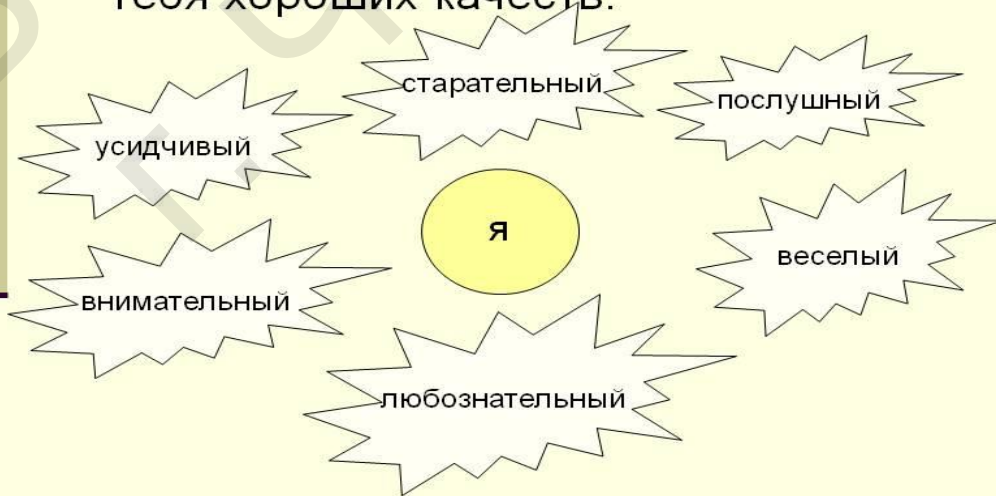 тебя хороших качеств.
старательный
послушный
усидчивый
я
веселый
внимательный
любознательный